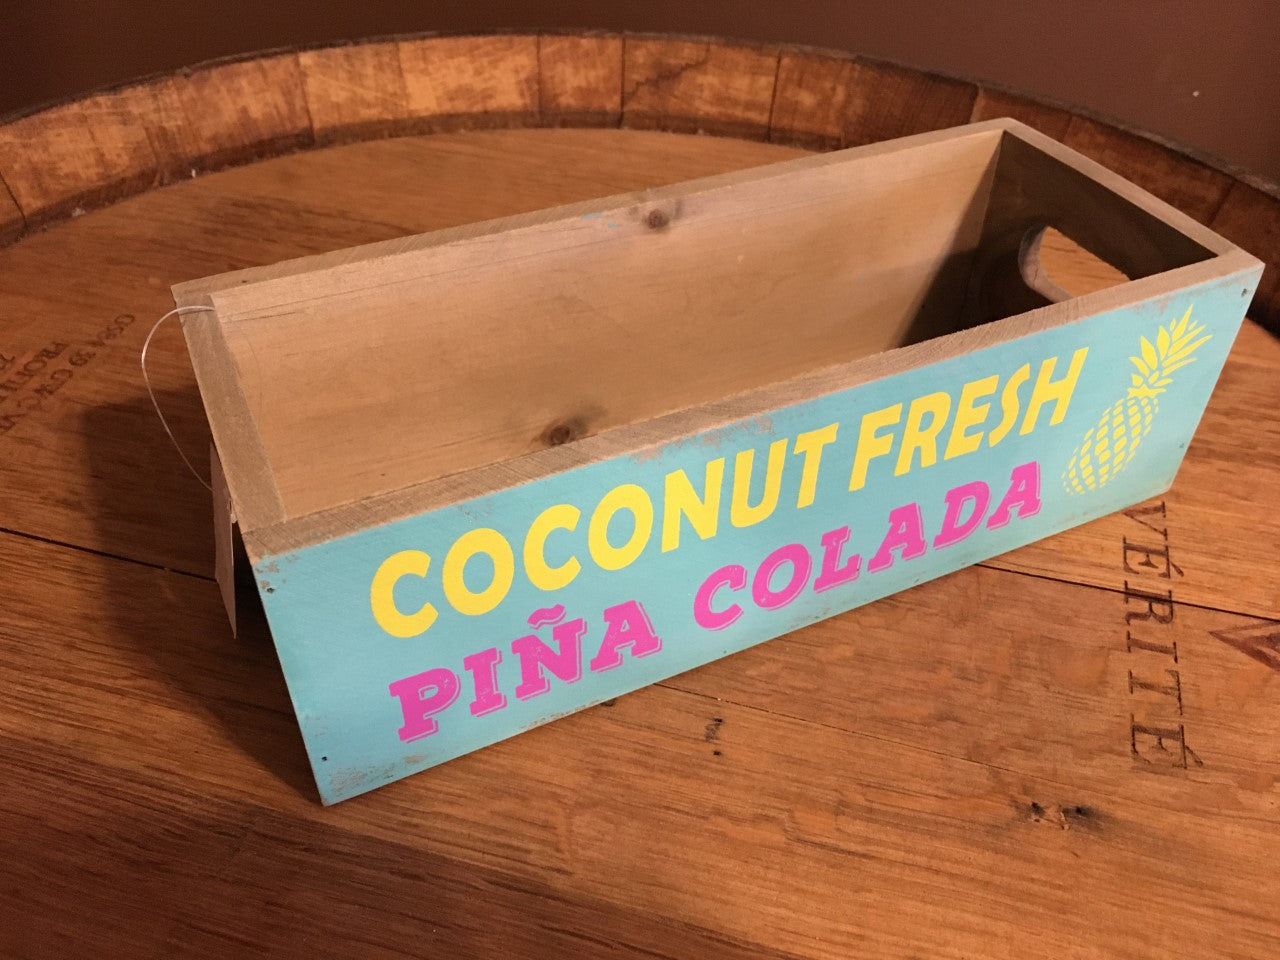 COCONUT FRESH
PIÑA COLADA
VÉRITÉ